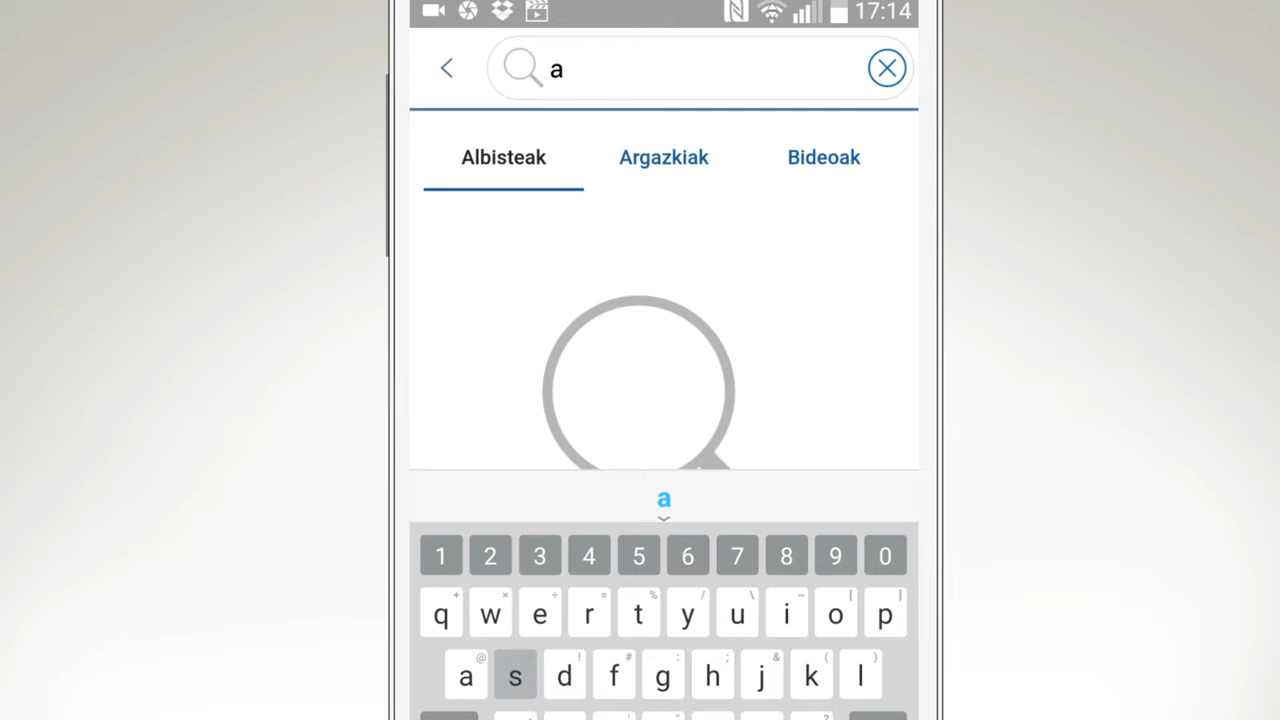 17:14
a
Albisteak Argazkiak Bideoak
a
1 2 3 4 5 6 7 8 9 0
+ × ÷ = % / \ ~ [ ]
q w e r t y u i o p
@ ! # : ; & ( )
a s d f g h j k l
?